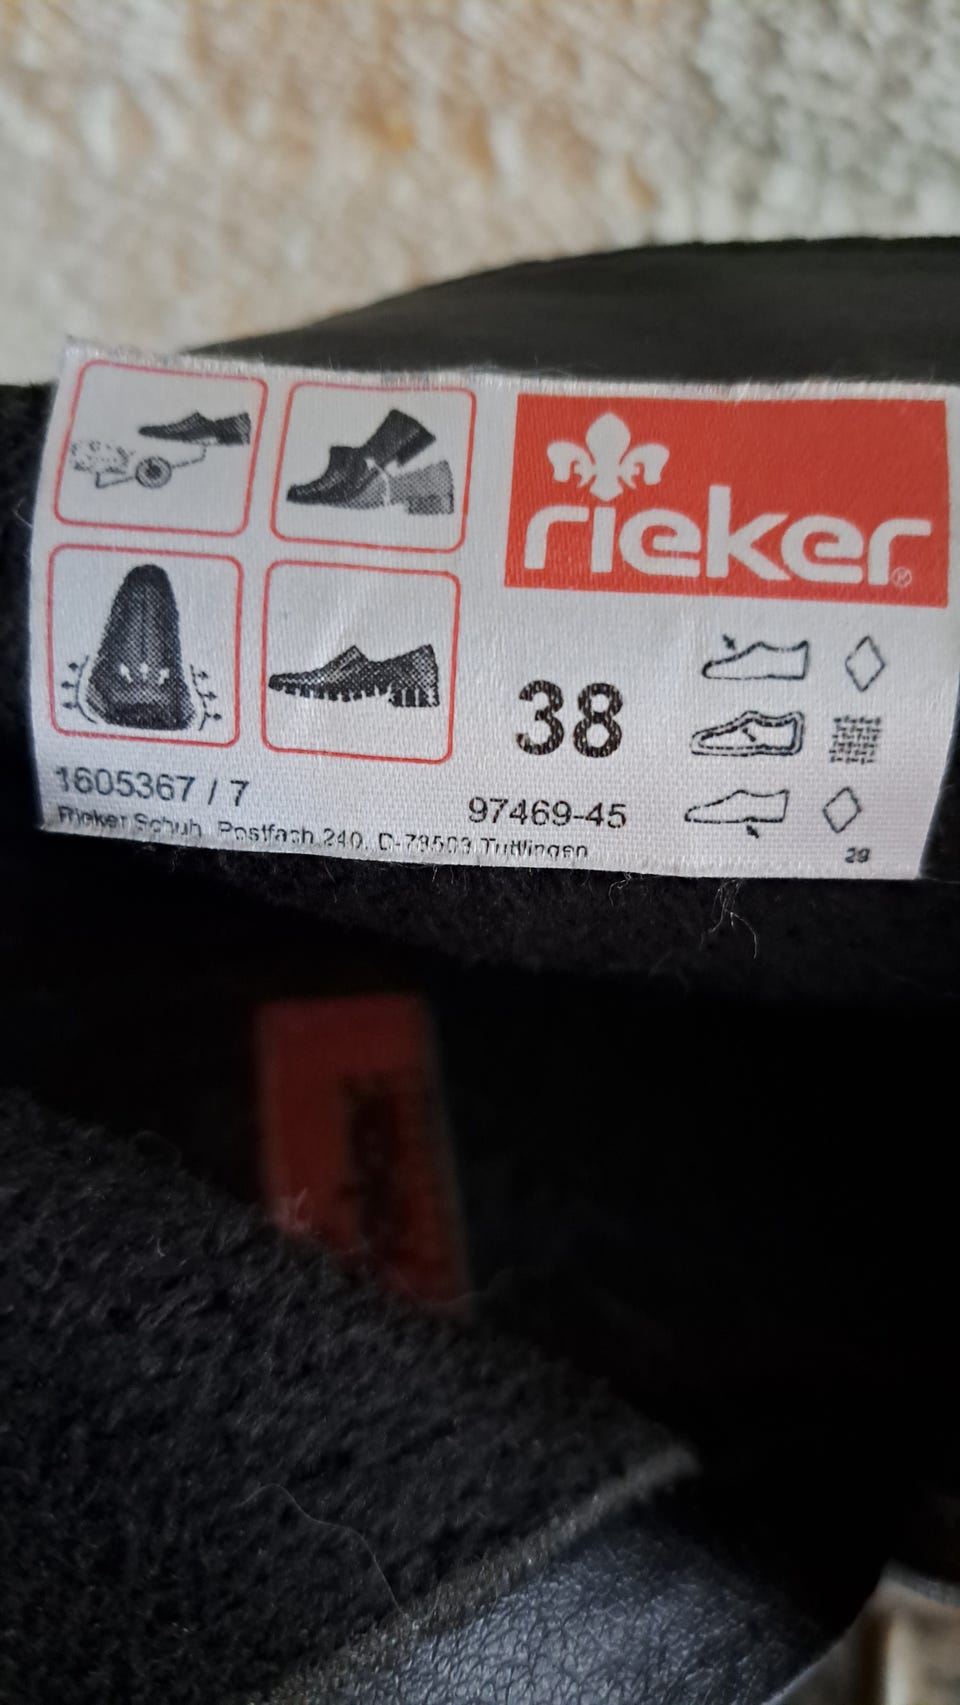 rieker®
38
1605367 / 7
97469-45
Rieker Schuh, Postfach 240, D-78503 Tuttlingen
29